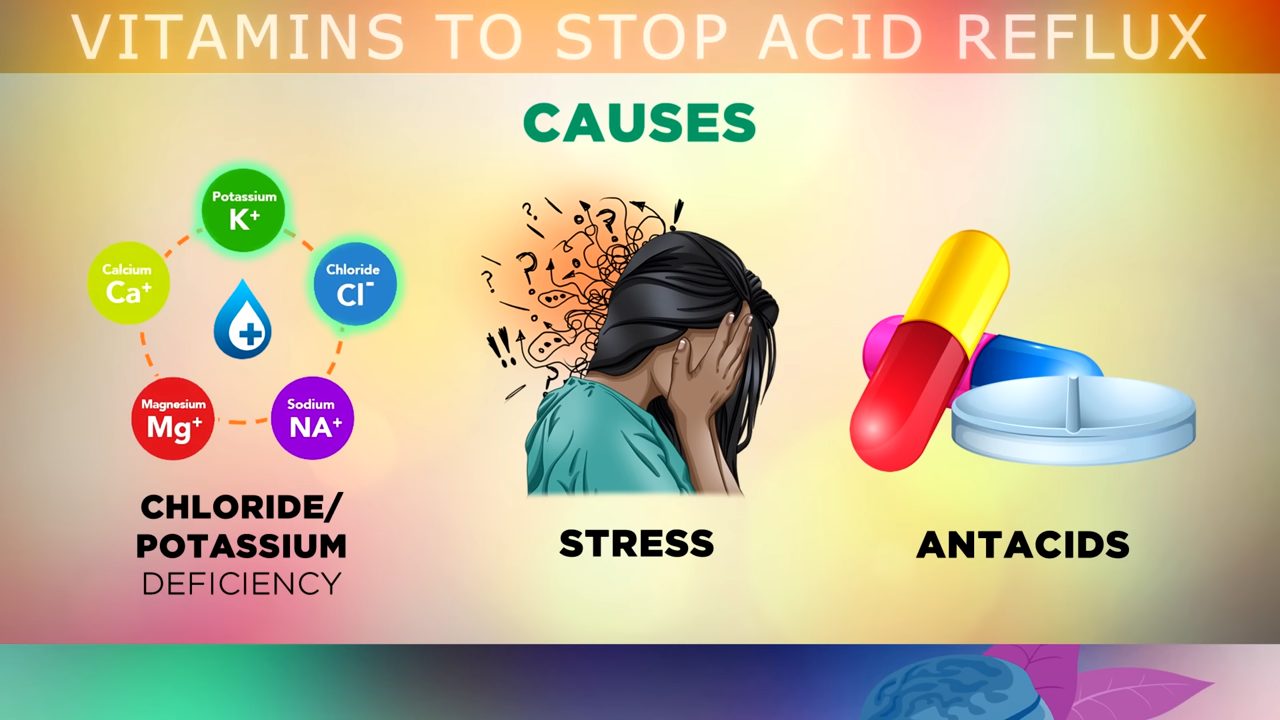 VITAMINS TO STOP ACID REFLUX
CAUSES
Potassium
K⁺
Calcium
Ca⁺
Chloride
Cl⁻
Magnesium
Mg⁺
Sodium
NA⁺
CHLORIDE/
POTASSIUM
DEFICIENCY
STRESS
ANTACIDS